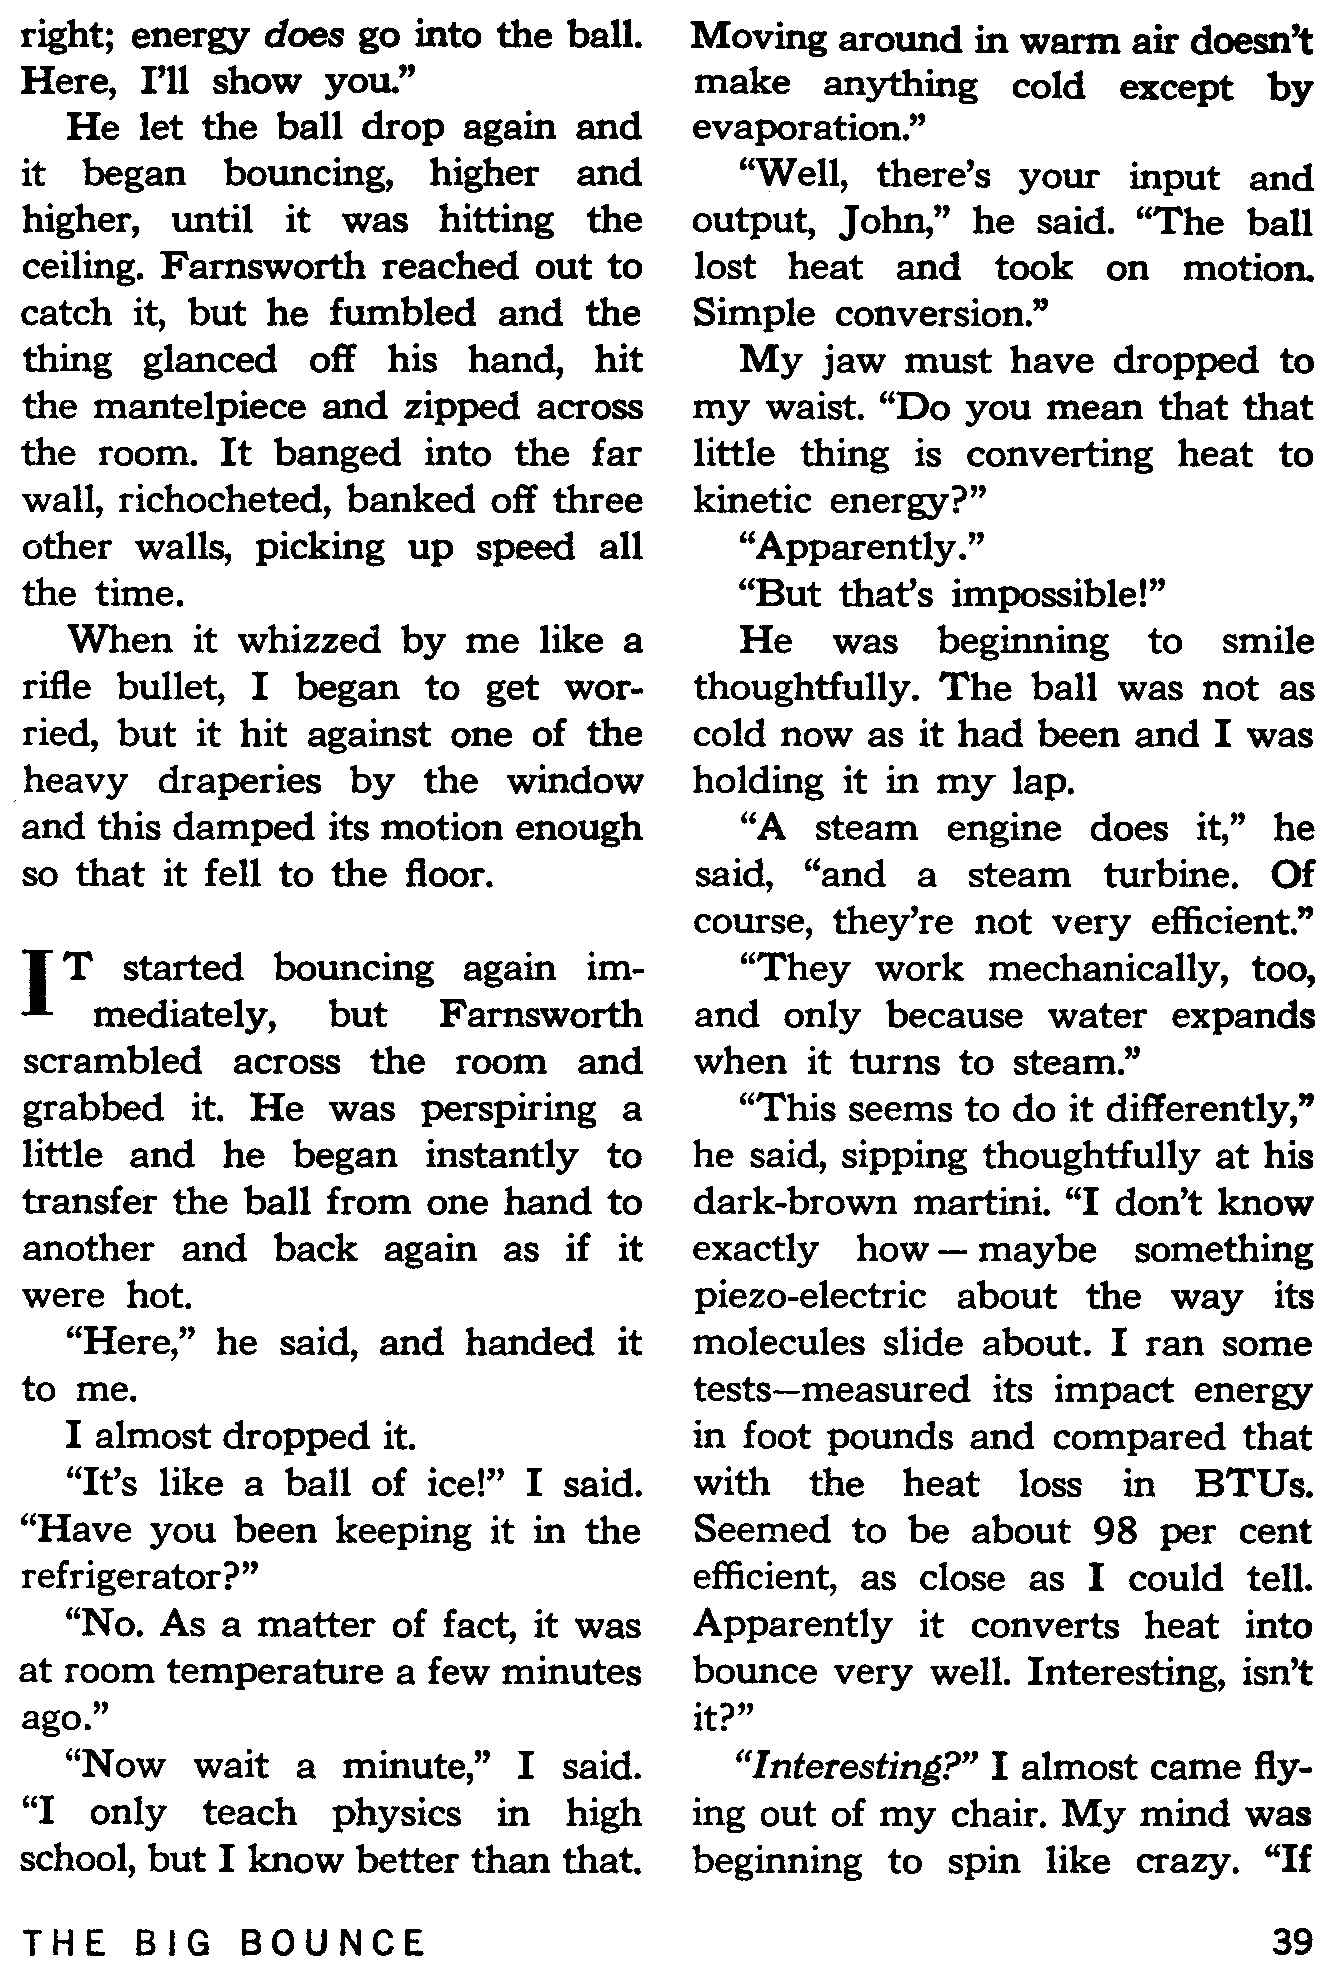 right; energy does go into the ball.
Here, I'll show you.”
He let the ball drop again and
it began bouncing, higher and
higher, until it was hitting the
ceiling. Farnsworth reached out to
catch it, but he fumbled and the
thing glanced off his hand, hit
the mantelpiece and zipped across
the room. It banged into the far
wall, richocheted, banked off three
other walls, picking up speed all
the time.
When it whizzed by me like a
rifle bullet, I began to get wor-
ried, but it hit against one of the
heavy draperies by the window
and this damped its motion enough
so that it fell to the floor.
IT started bouncing again im-
mediately, but Farnsworth
scrambled across the room and
grabbed it. He was perspiring a
little and he began instantly to
transfer the ball from one hand to
another and back again as if it
were hot.
“Here,” he said, and handed it
to me.
I almost dropped it.
“It's like a ball of ice!” I said.
“Have you been keeping it in the
refrigerator?”
“No. As a matter of fact, it was
at room temperature a few minutes
ago.”
“Now wait a minute,” I said.
“I only teach physics in high
school, but I know better than that.
Moving around in warm air doesn't
make anything cold except by
evaporation.”
“Well, there's your input and
output, John,” he said. “The ball
lost heat and took on motion.
Simple conversion.”
My jaw must have dropped to
my waist. “Do you mean that that
little thing is converting heat to
kinetic energy?”
“Apparently.”
“But that's impossible!”
He was beginning to smile
thoughtfully. The ball was not as
cold now as it had been and I was
holding it in my lap.
“A steam engine does it,” he
said, “and a steam turbine. Of
course, they're not very efficient.”
“They work mechanically, too,
and only because water expands
when it turns to steam.”
“This seems to do it differently,”
he said, sipping thoughtfully at his
dark-brown martini. “I don't know
exactly how — maybe something
piezo-electric about the way its
molecules slide about. I ran some
tests—measured its impact energy
in foot pounds and compared that
with the heat loss in BTUs.
Seemed to be about 98 per cent
efficient, as close as I could tell.
Apparently it converts heat into
bounce very well. Interesting, isn't
it?”
“Interesting?” I almost came fly-
ing out of my chair. My mind was
beginning to spin like crazy. “If
THE BIG BOUNCE 39